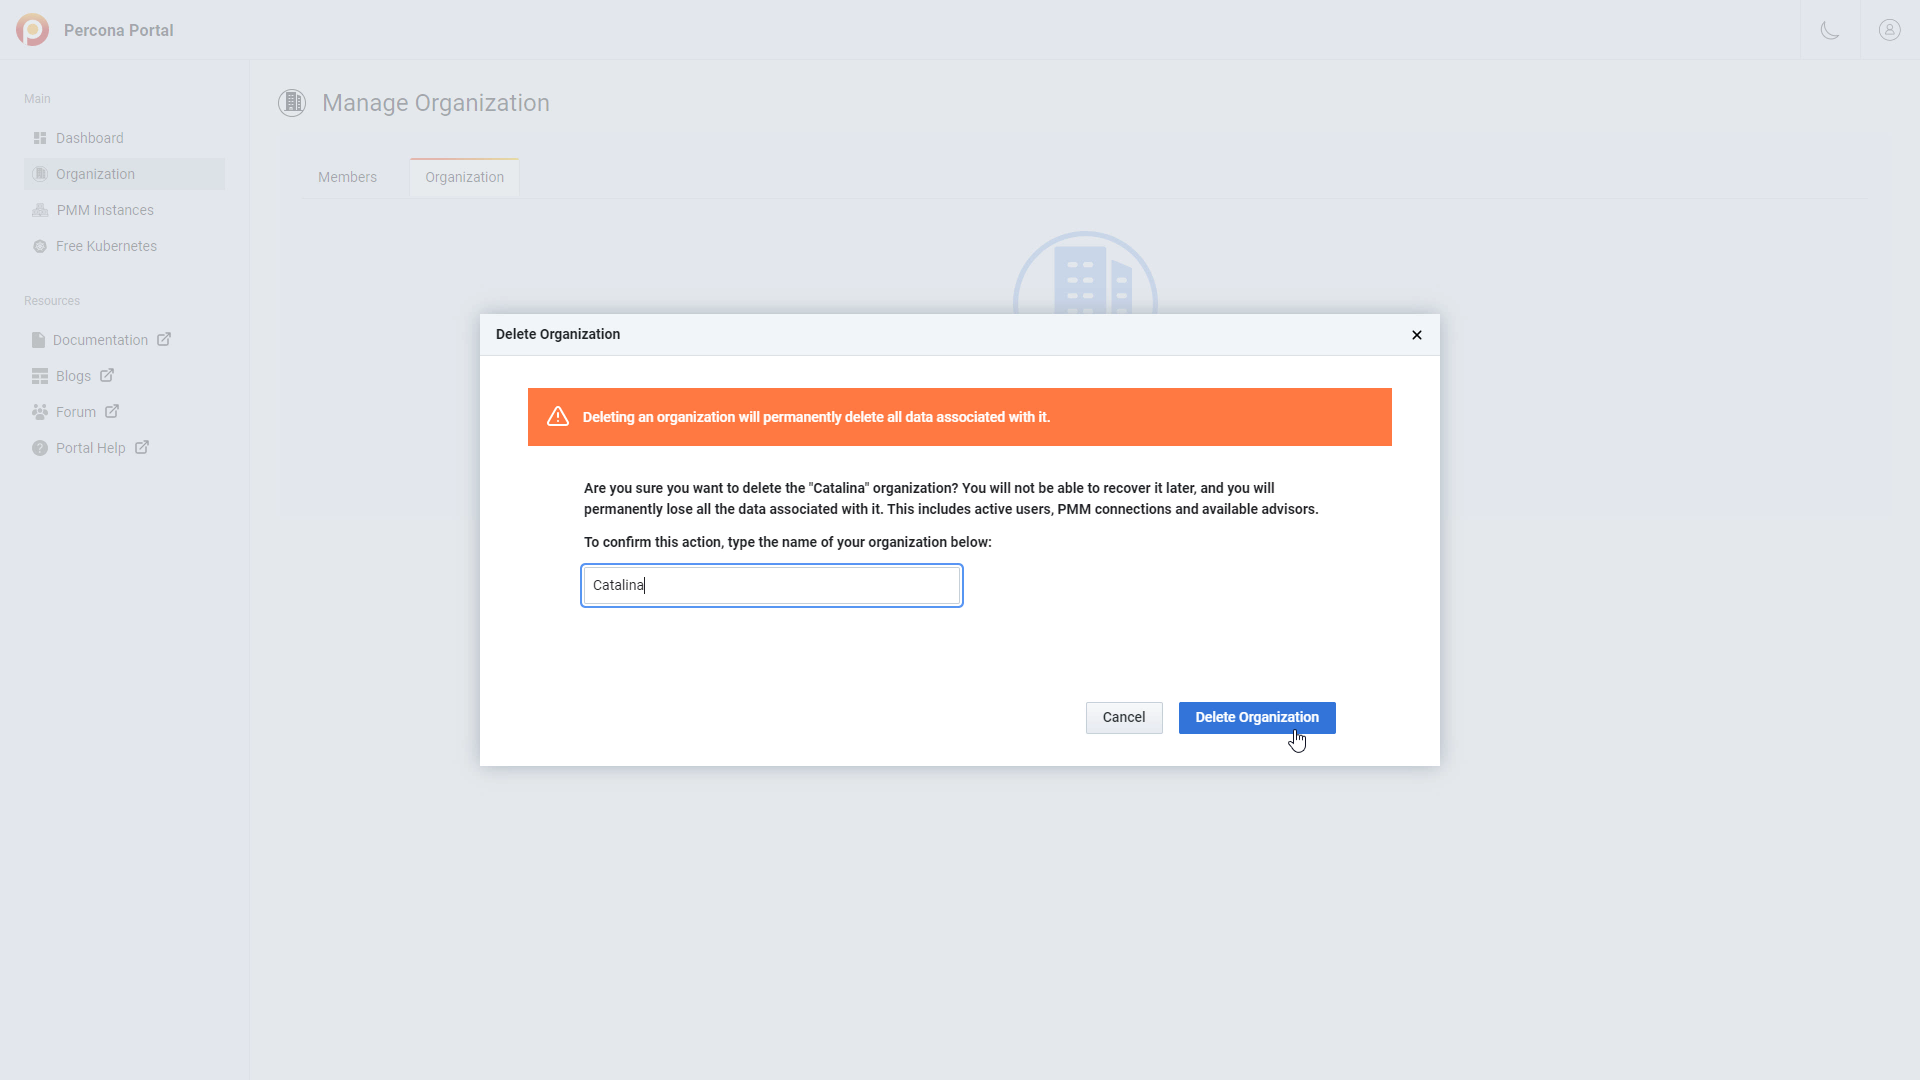 Percona Portal
Main
Dashboard
Organization
PMM Instances
Free Kubernetes
Resources
Documentation
Blogs
Forum
Portal Help
Manage Organization
Members
Organization
Delete Organization
Deleting an organization will permanently delete all data associated with it.
Are you sure you want to delete the "Catalina" organization? You will not be able to recover it later, and you will
permanently lose all the data associated with it. This includes active users, PMM connections and available advisors.
To confirm this action, type the name of your organization below:
Catalina
Cancel
Delete Organization